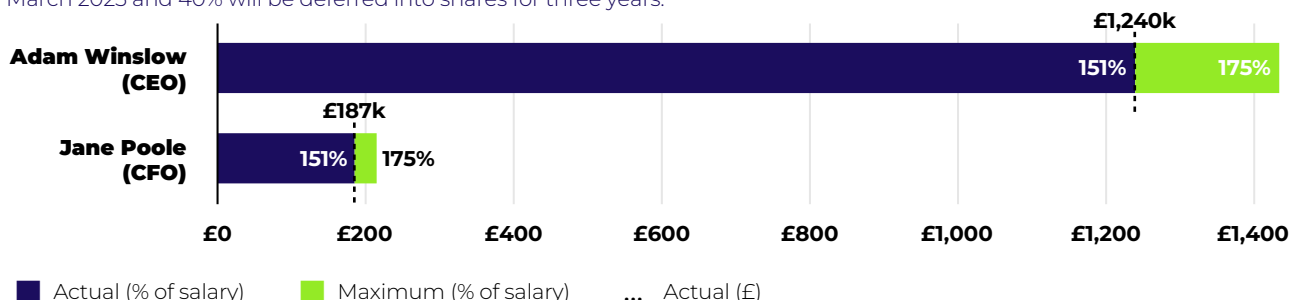 March 2025 and 40% will be deferred into shares for three years.
£1,240k
Adam Winslow
(CEO)
151%
175%
£187k
Jane Poole
(CFO)
151%
175%
£0
£200
£400
£600
£800
£1,000
£1,200
£1,400
Actual (% of salary)
Maximum (% of salary)
... Actual (£)